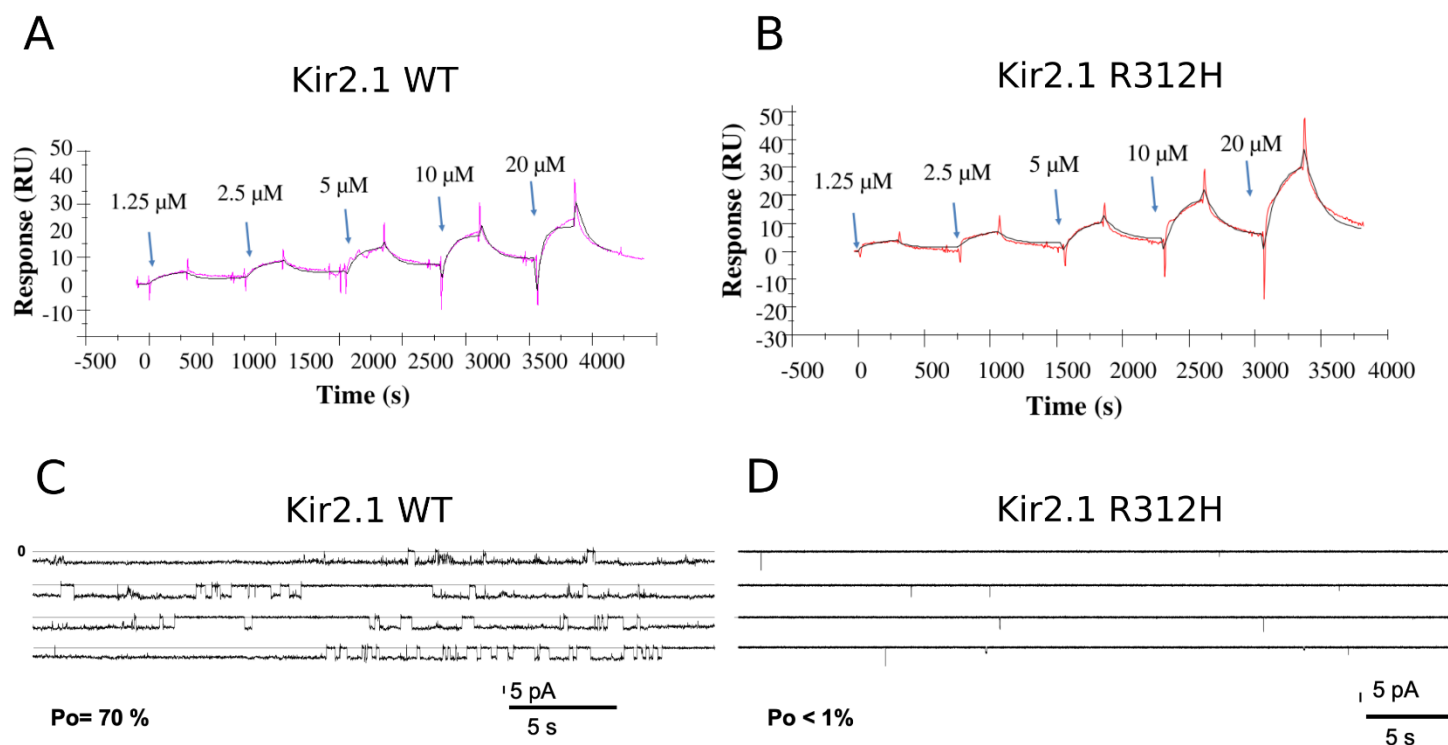 A
Kir2.1 WT
Response (RU)
50
40
30
20
10
0
-10
1.25 µM
2.5 µM
5 µM
10 µM
20 µM
-500 0 500 1000 1500 2000 2500 3000 3500 4000
Time (s)
B
Kir2.1 R312H
Response (RU)
50
40
30
20
10
0
-10
-20
-30
1.25 µM
2.5 µM
5 µM
10 µM
20 µM
-500 0 500 1000 1500 2000 2500 3000 3500 4000
Time (s)
C
Kir2.1 WT
0
5 pA
5 s
Po= 70 %
D
Kir2.1 R312H
5 pA
5 s
Po < 1%